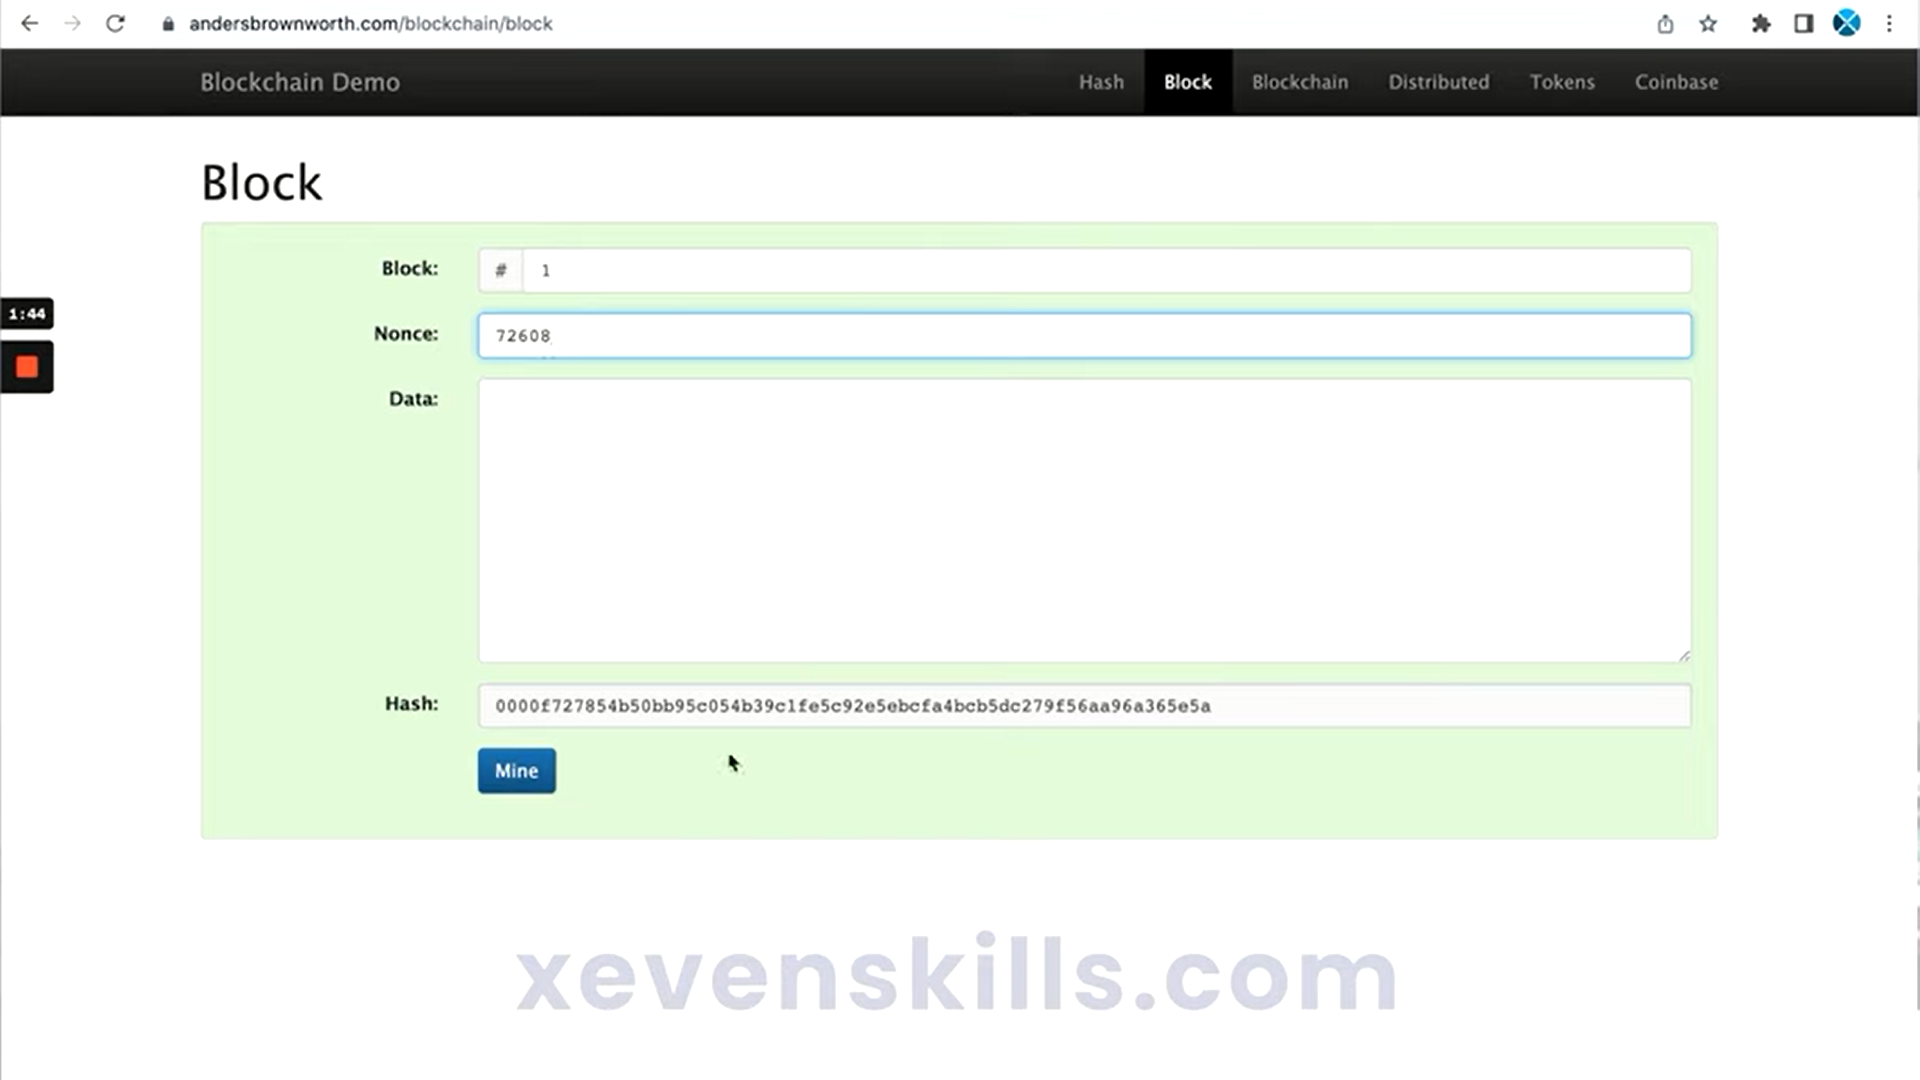 andersbrownworth.com/blockchain/block
Blockchain Demo Hash Block Blockchain Distributed Tokens Coinbase
Block
Block: # 1
1:44
Nonce: 72608
Data:
Hash: 0000f727854b50bb95c054b39c1fe5c92e5ebcfa4bcb5dc279f56aa96a365e5a
Mine
xevenskills.com